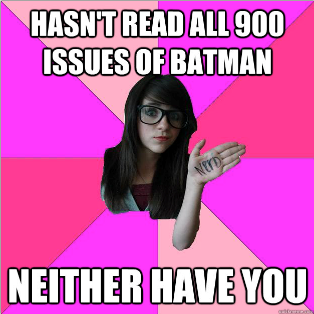 HASN'T READ ALL 900
ISSUES OF BATMAN
NERD
NEITHER HAVE YOU